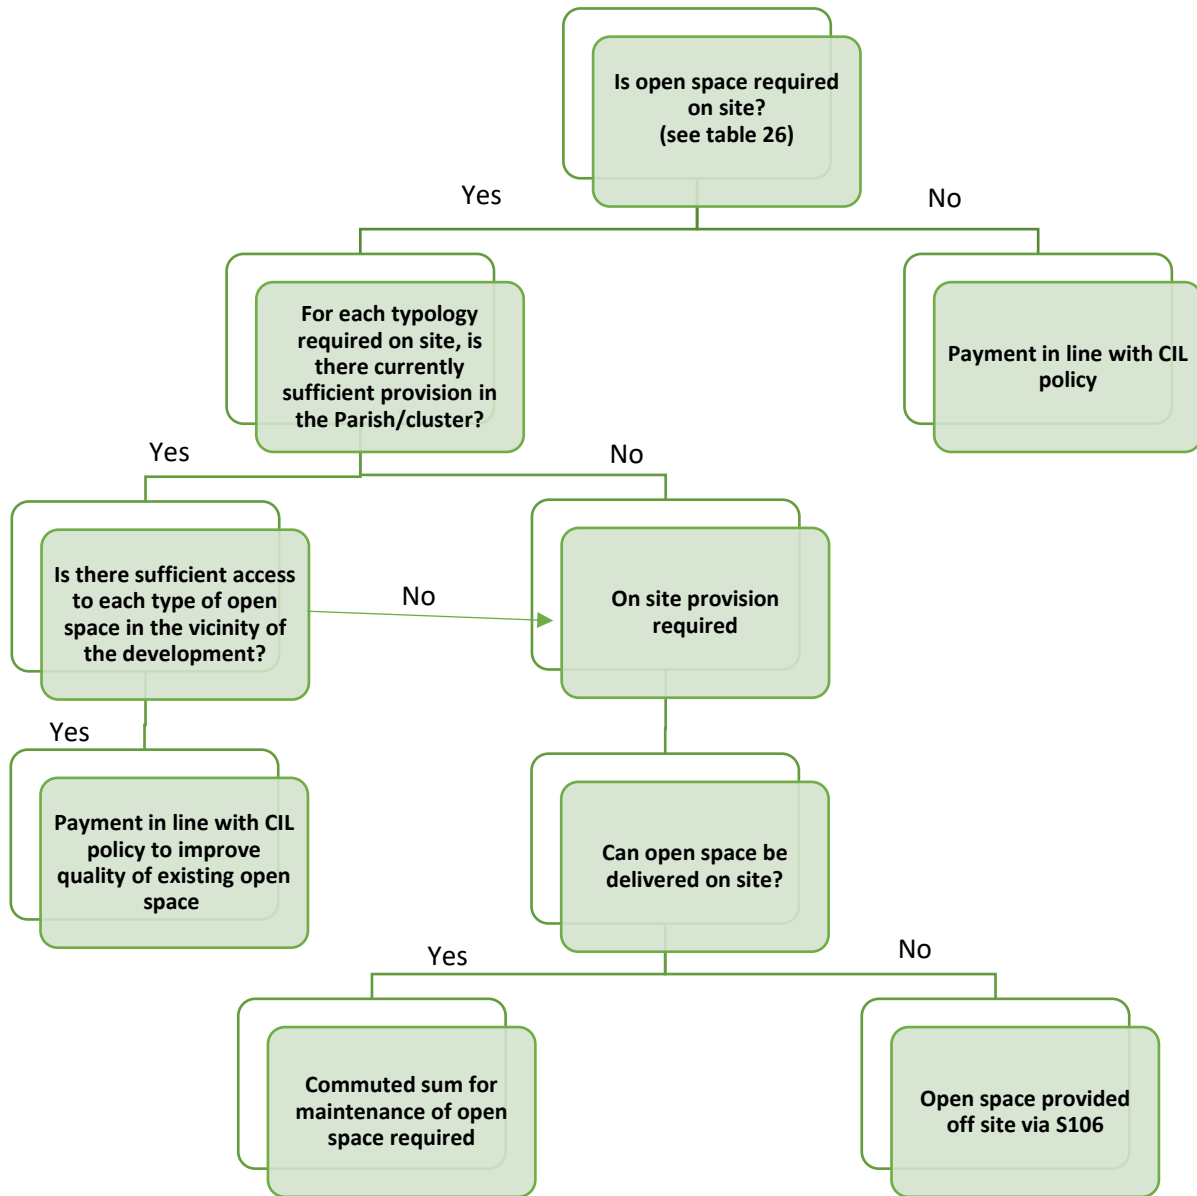 Is open space required
on site?
(see table 26)
Yes
No
For each typology
required on site, is
there currently
sufficient provision in
the Parish/cluster?
Payment in line with CIL
policy
Yes
No
Is there sufficient access
to each type of open
space in the vicinity of
the development?
No
On site provision
required
Yes
Payment in line with CIL
policy to improve
quality of existing open
space
Can open space be
delivered on site?
Yes
No
Commuted sum for
maintenance of open
space required
Open space provided
off site via S106